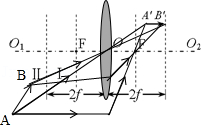 A' B'
O₁ F O F O₂
B II I
2f 2f
A